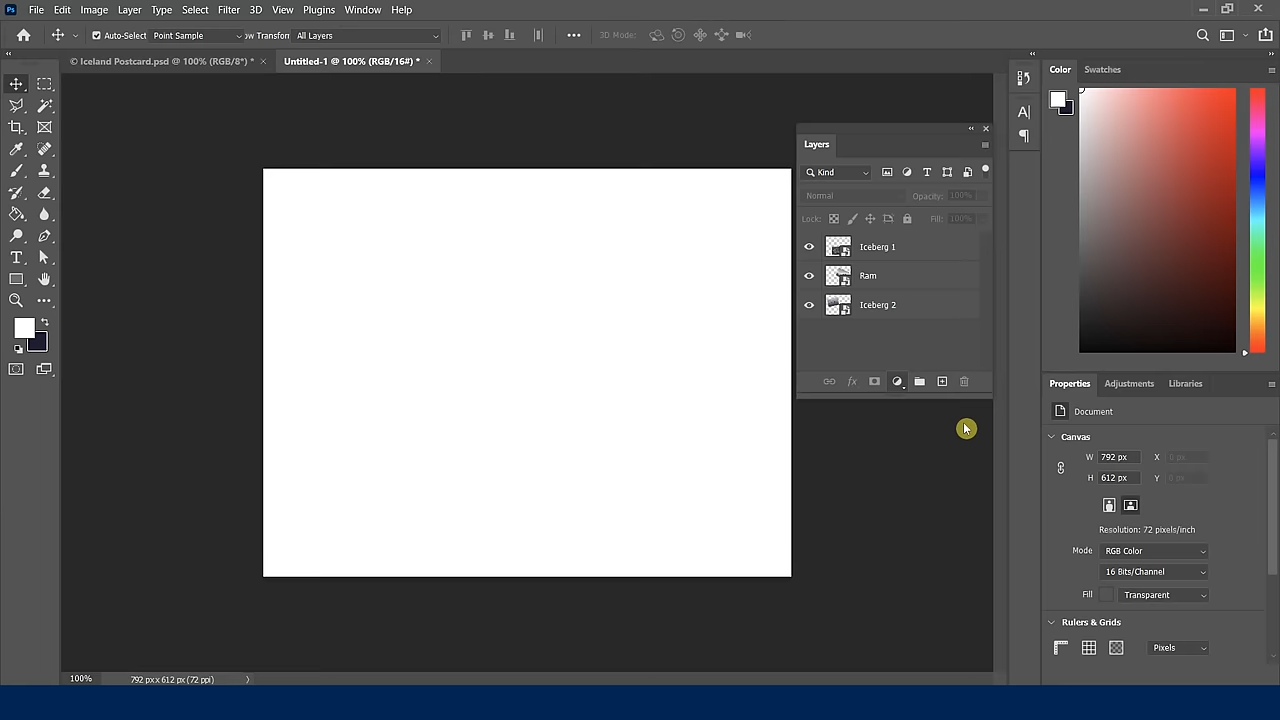 Ps File Edit Image Layer Type Select Filter 3D View Plugins Window Help
Auto-Select Point Sample w Transform All Layers 3D Mode:
© Iceland Postcard.psd @ 100% (RGB/8*) * × Untitled-1 @ 100% (RGB/16#) * ×
Color Swatches
Layers
Kind
Normal Opacity: 100%
Lock: Fill: 100%
Iceberg 1
Ram
Iceberg 2
Properties Adjustments Libraries
Document
Canvas
W 792 px X 0 px
H 612 px Y 0 px
Resolution: 72 pixels/inch
Mode RGB Color
16 Bits/Channel
Fill Transparent
Rulers & Grids
Pixels
100% 792 px x 612 px (72 ppi)